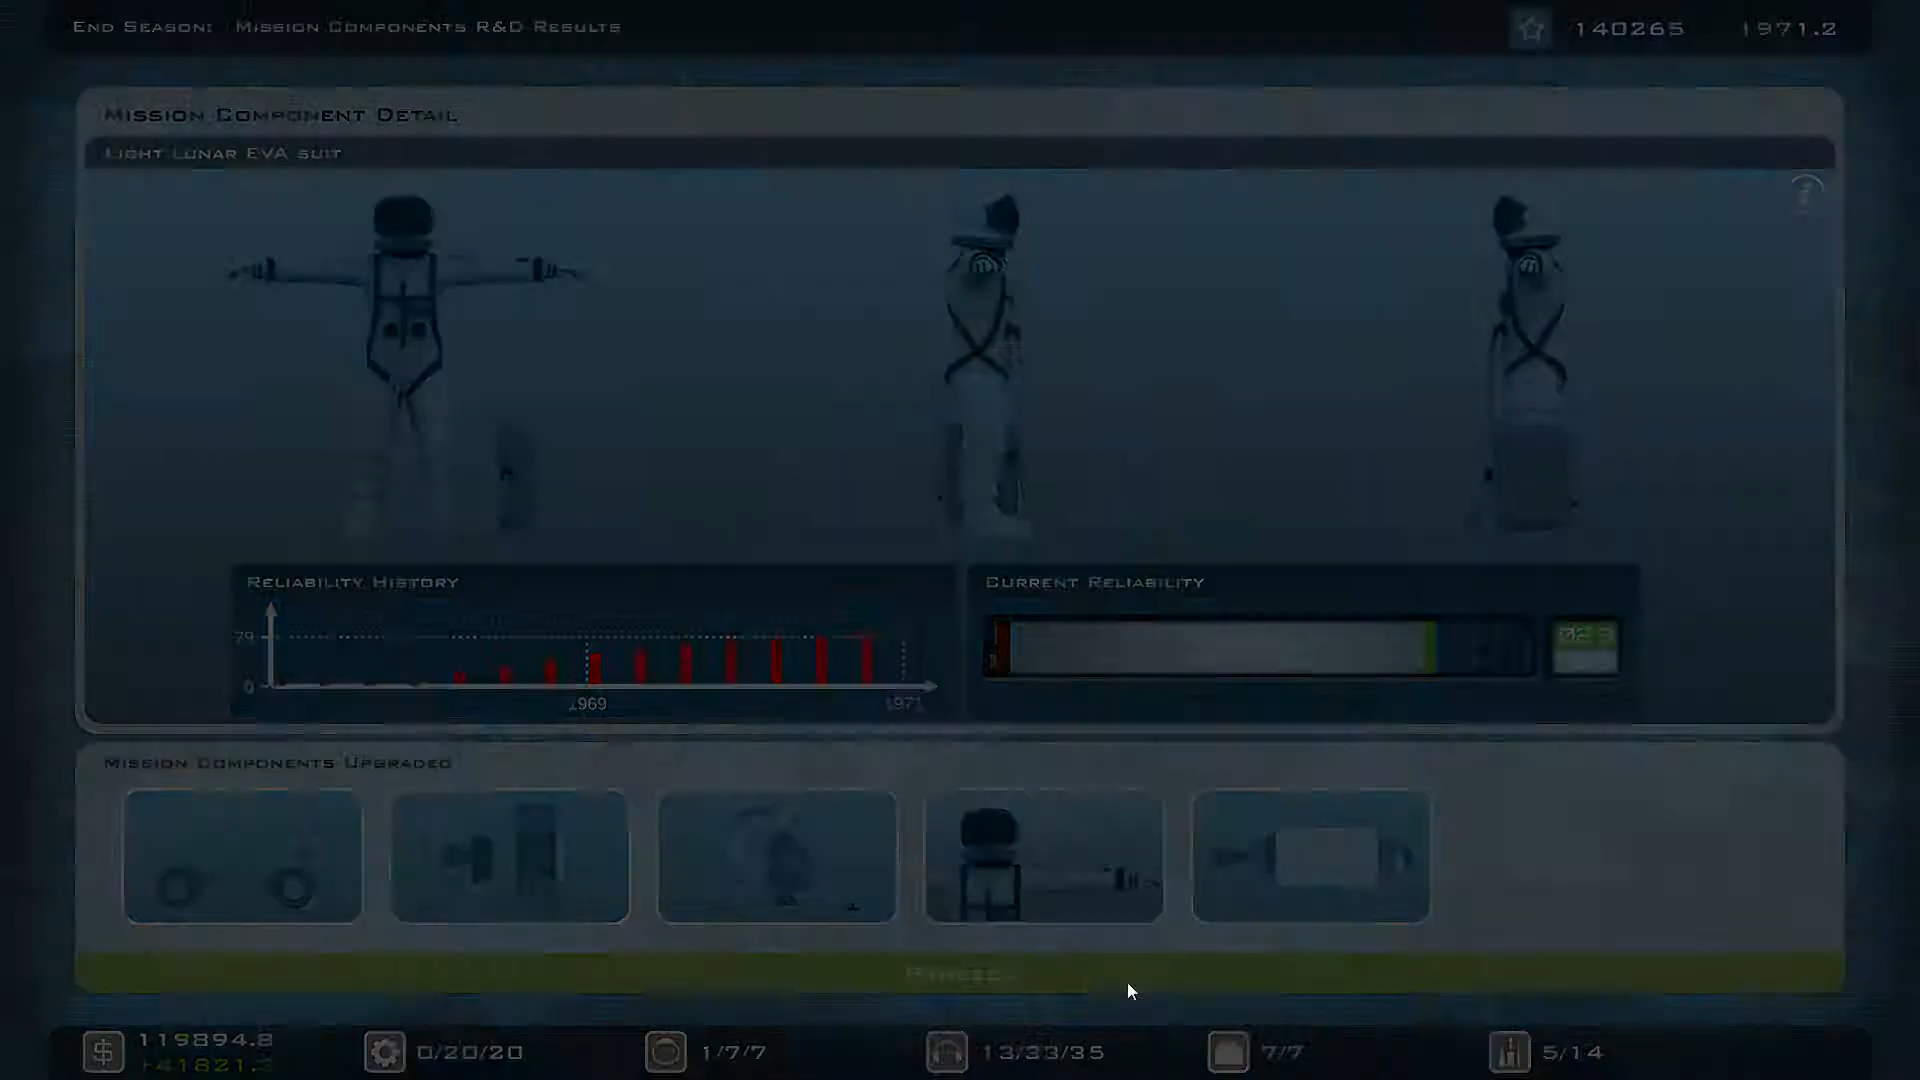 End Season: Mission Components R&D Results
140265
1971.2
Mission Component Detail
Light Lunar EVA suit
Reliability History
79
0
1969
1971
Current Reliability
Mission Components Upgraded
119894.8
0/20/20
1/7/7
13/33/35
7/7
5/14